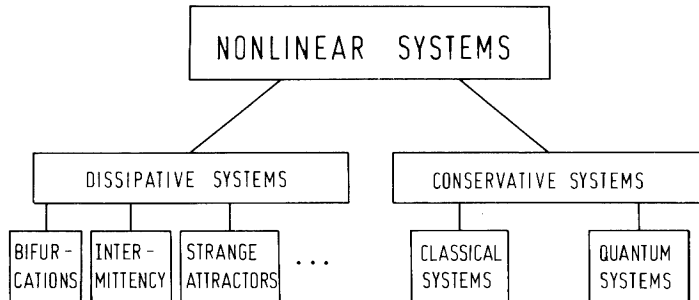 NONLINEAR SYSTEMS
DISSIPATIVE SYSTEMS
CONSERVATIVE SYSTEMS
BIFUR-
CATIONS
INTER-
MITTENCY
STRANGE
ATTRACTORS
...
CLASSICAL
SYSTEMS
QUANTUM
SYSTEMS